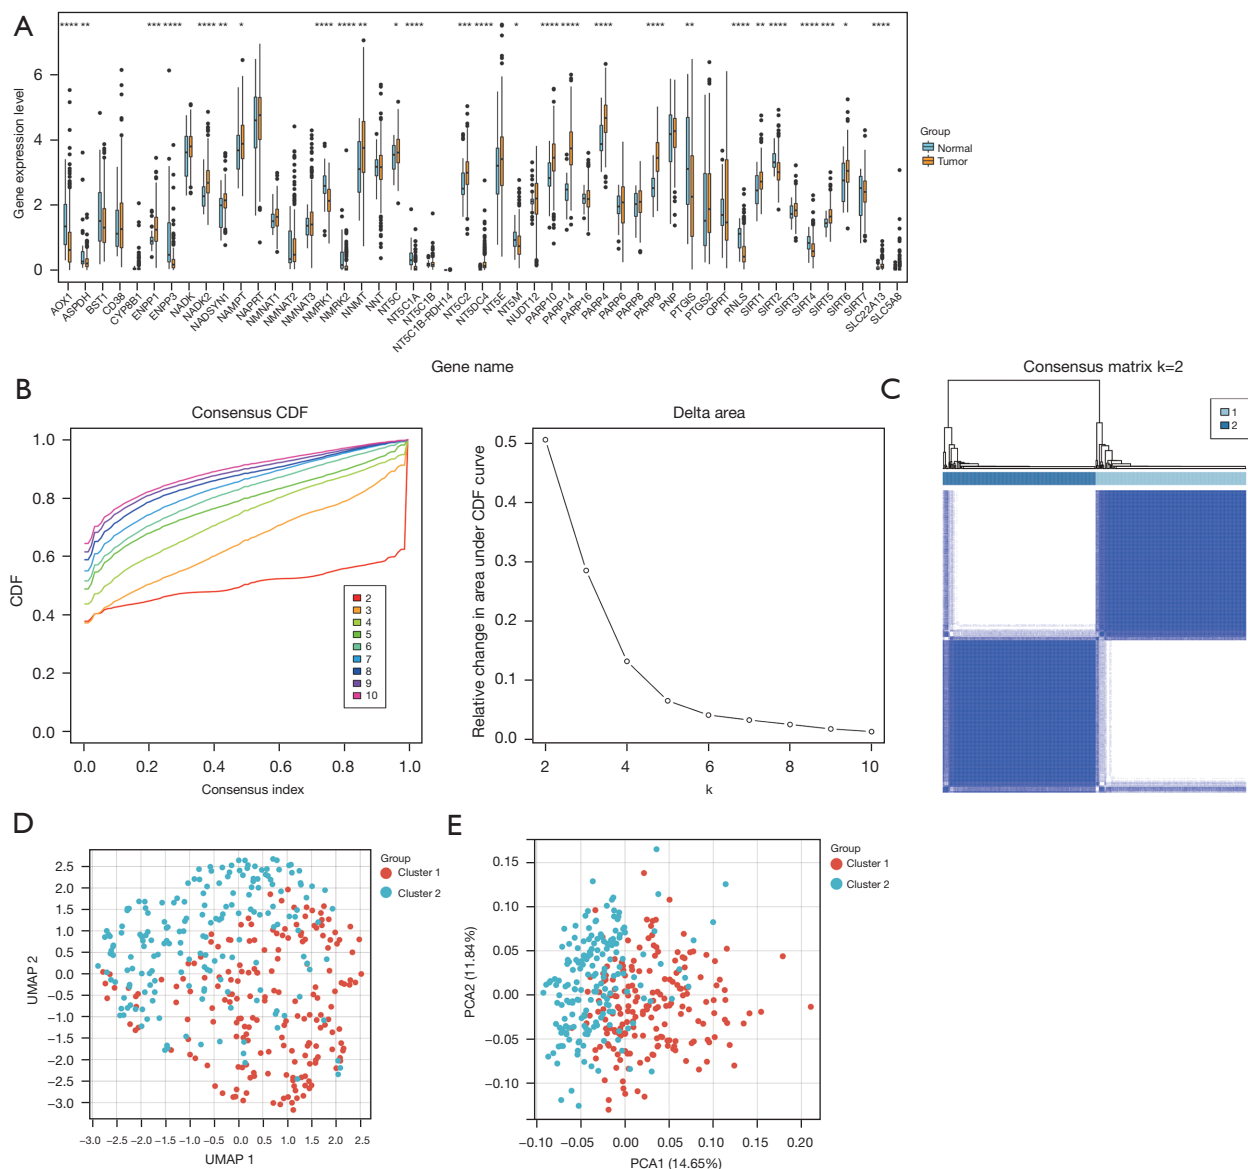 A
**** ** *** **** **** ** * **** **** ** * **** *** **** * **** **** **** **** ** **** ** **** **** *** * ****
Gene expression level
6
4
2
0
Group
Normal
Tumor
AOX1
ASPDH
BST1
CD38
CYP8B1
ENPP1
ENPP3
NADK
NADK2
NADSYN1
NAMPT
NAPRT
NMNAT1
NMNAT2
NMNAT3
NMRK1
NMRK2
NNMT
NNT
NT5C
NT5C1A
NT5C1B
NT5C1B-RDH14
NT5C2
NT5DC4
NT5E
NT5M
NUDT12
PARP10
PARP14
PARP16
PARP4
PARP6
PARP8
PARP9
PNP
PTGIS
PTGS2
QPRT
RNLS
SIRT1
SIRT2
SIRT3
SIRT4
SIRT5
SIRT6
SIRT7
SLC22A13
SLC5A8
Gene name
B
Consensus CDF
CDF
1.0
0.8
0.6
0.4
0.2
0.0
2
3
4
5
6
7
8
9
10
0.0 0.2 0.4 0.6 0.8 1.0
Consensus index
Delta area
Relative change in area under CDF curve
0.5
0.4
0.3
0.2
0.1
0.0
2 4 6 8 10
k
C
Consensus matrix k=2
1
2
D
UMAP 2
2.5
2.0
1.5
1.0
0.5
0.0
−0.5
−1.0
−1.5
−2.0
−2.5
−3.0
−3.0 −2.5 −2.0 −1.5 −1.0 −0.5 0.0 0.5 1.0 1.5 2.0 2.5
UMAP 1
Group
Cluster 1
Cluster 2
E
PCA2 (11.84%)
0.15
0.10
0.05
0.00
−0.05
−0.10
−0.10 −0.05 0.00 0.05 0.10 0.15 0.20
PCA1 (14.65%)
Group
Cluster 1
Cluster 2